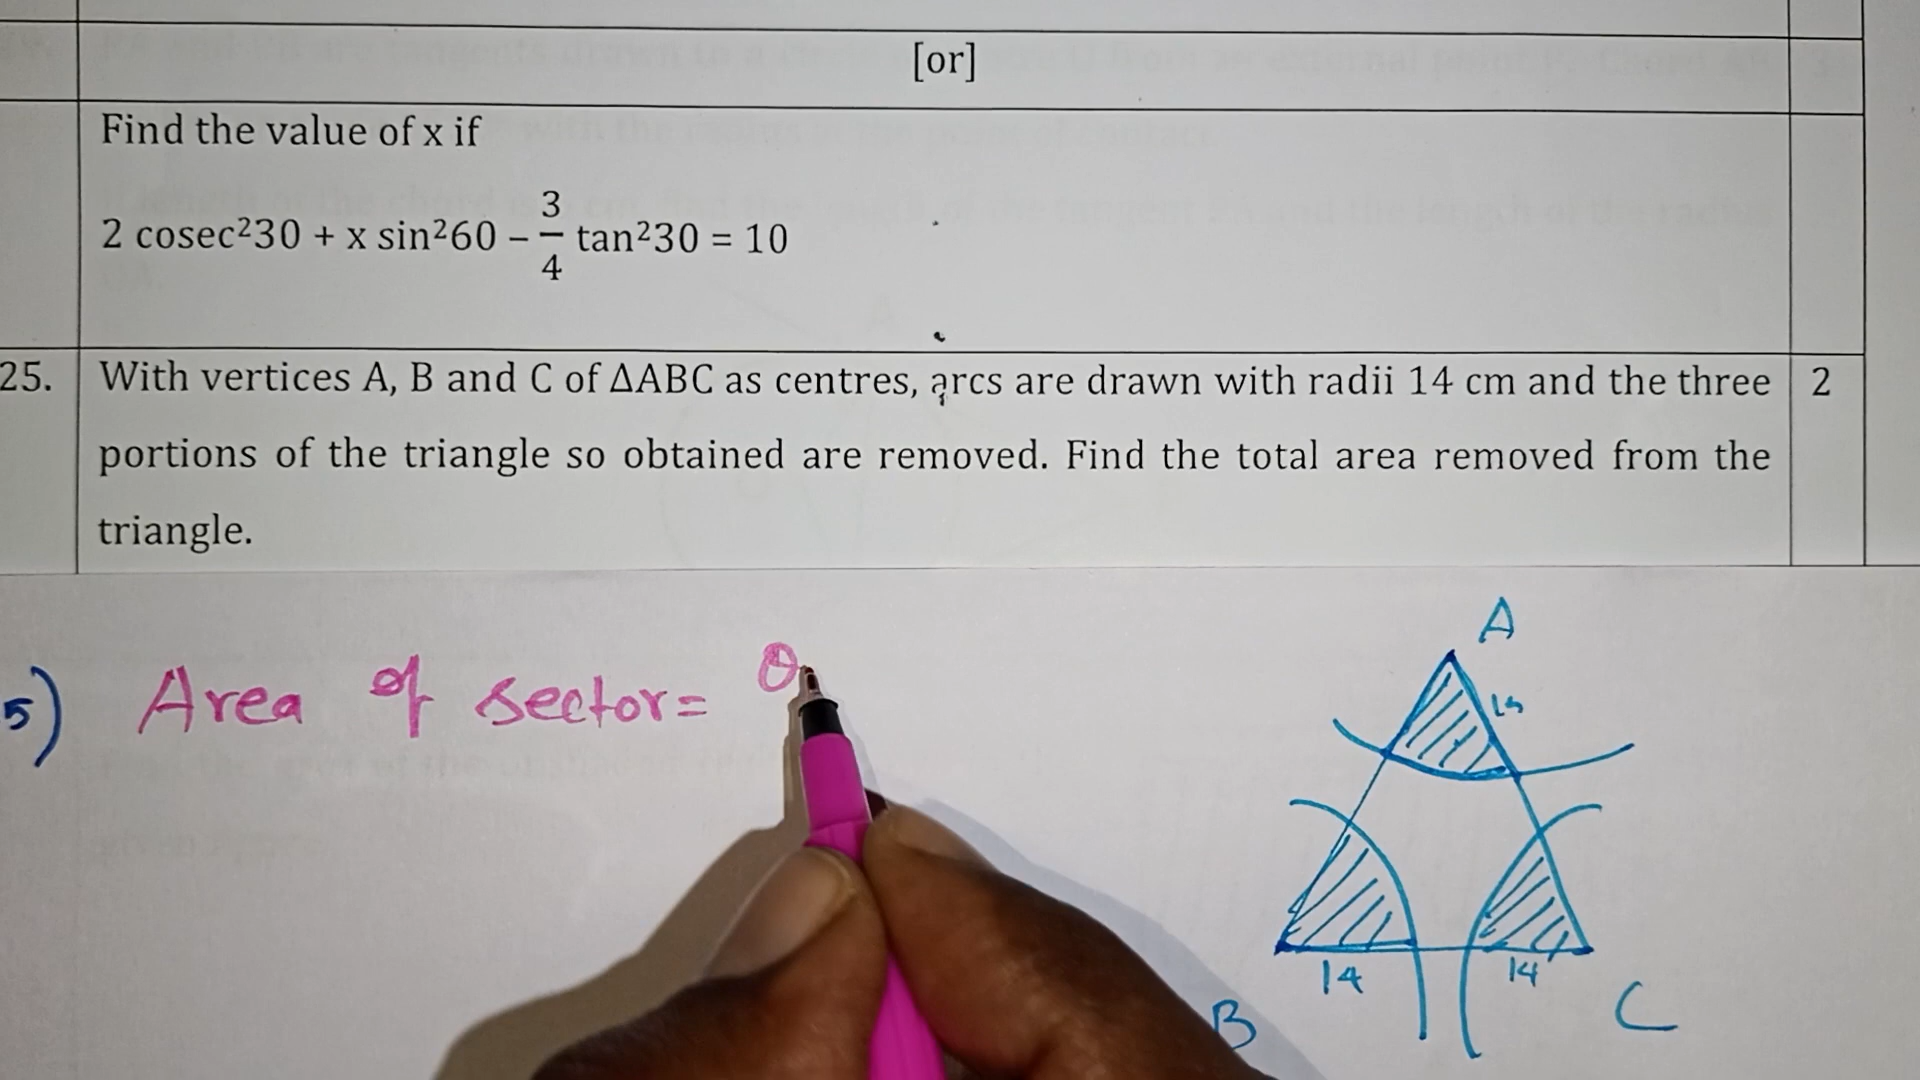 [or]
Find the value of x if
2 cosec²30 + x sin²60 – 3/4 tan²30 = 10
25. With vertices A, B and C of ΔABC as centres, arcs are drawn with radii 14 cm and the three 2
portions of the triangle so obtained are removed. Find the total area removed from the
triangle.
A
5) Area of sector = θ
14 14
B C